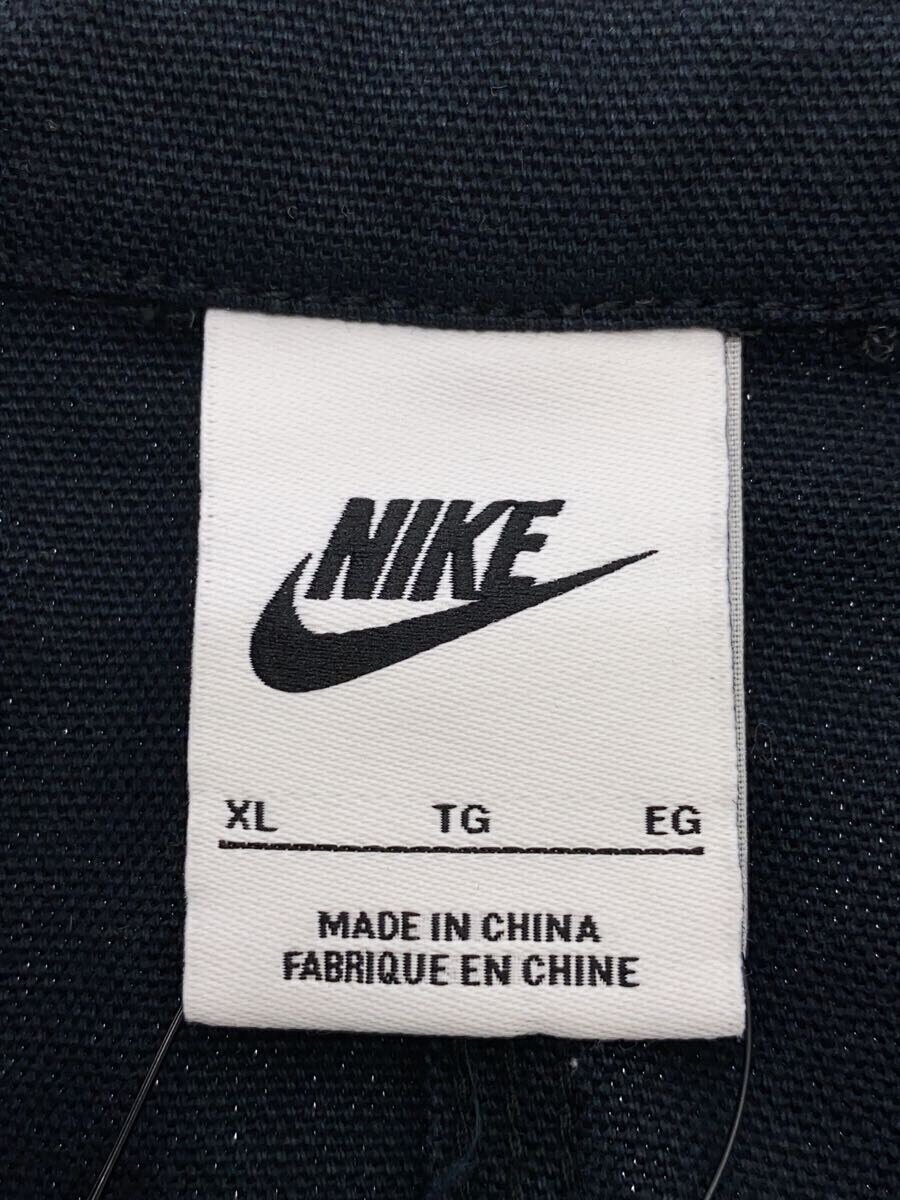 NIKE
XL TG EG
MADE IN CHINA
FABRIQUE EN CHINE